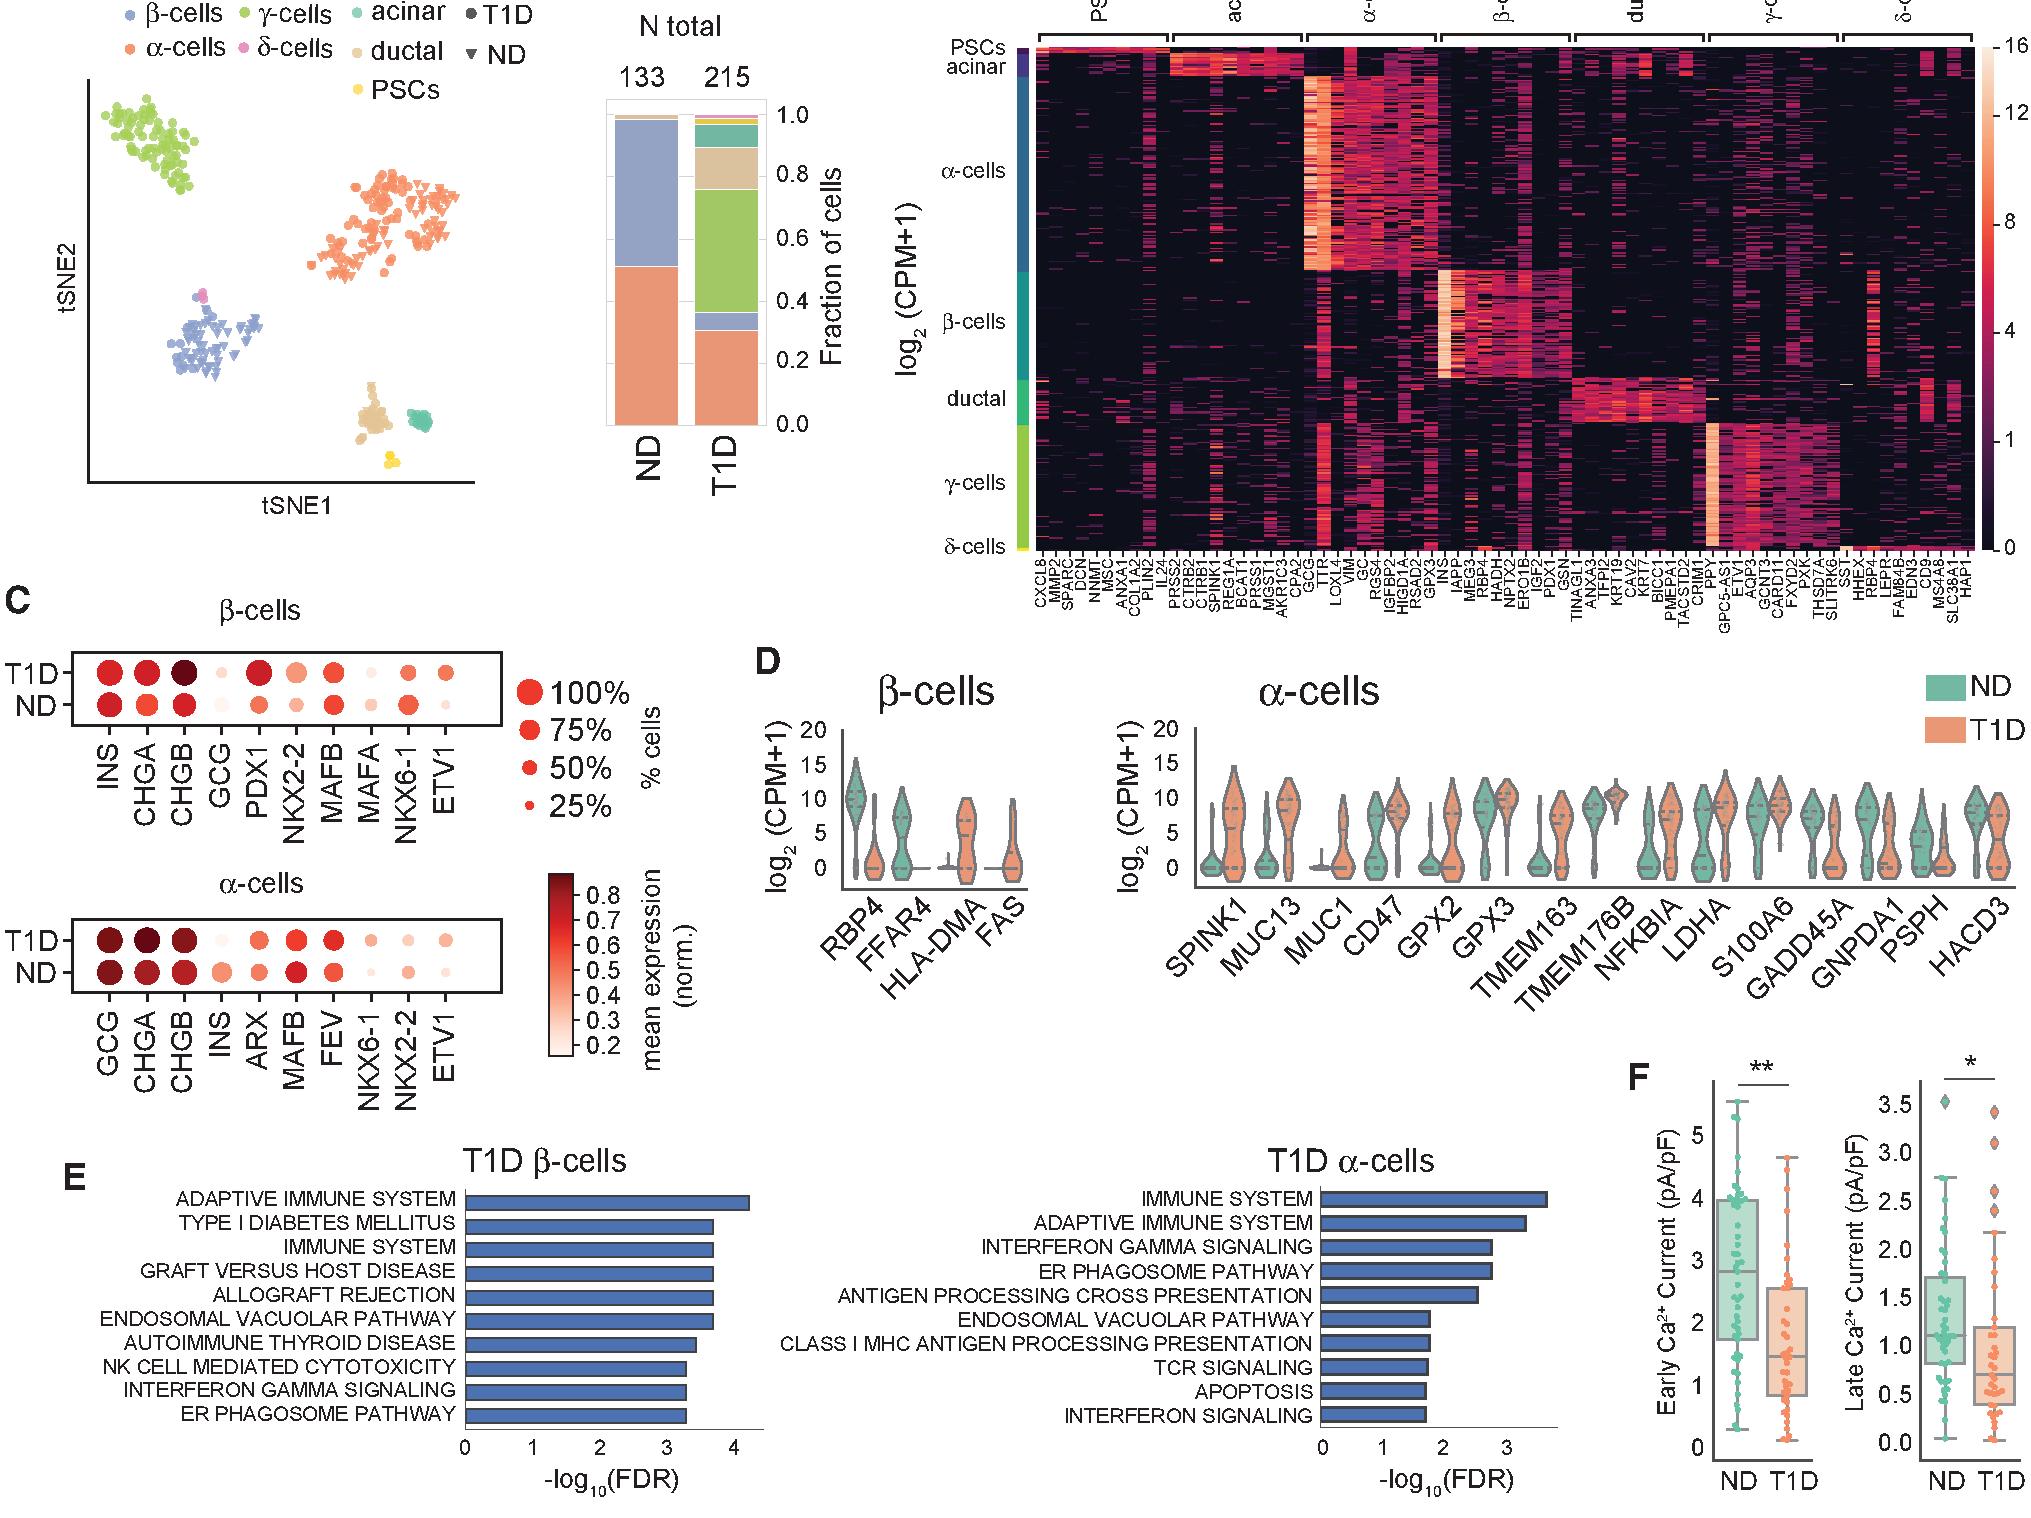 β-cells γ-cells acinar T1D
α-cells δ-cells ductal ND
PSCs
tSNE2
tSNE1
N total
133 215
1.0
0.8
0.6
0.4
0.2
0.0
Fraction of cells
ND T1D
log2 (CPM+1)
PSCs
acinar
α-cells
β-cells
ductal
γ-cells
δ-cells
16
12
8
4
1
0
CXCL8 MMP2 SPARC DCN NNMT MSC ANXA1 COL1A2 PLIN2 IL24 PRSS2 CTRB2 CTRB1 SPINK1 REG1A BCAT1 PRSS1 MGST1 AKR1C3 CPA2 GCG TTR LOXL4 VIM GC RGS4 IGFBP2 HIGD1A RSAD2 GPX3 INS IAPP MEG3 RBP4 HADH NPTX2 ERO1B IGF2 PDX1 GSN TINAGL1 ANXA3 TFPI2 KRT19 CAV2 KRT7 BICC1 PMEPA1 TACSTD2 CRIM1 PPY GPC5-AS1 ETV1 AQP3 GCNT3 CARD11 FXYD2 PXK THSD7A SLITRK6 SST HHEX RBP4 LEPR FAM84B EDN3 CD9 MS4A8 SLC38A1 HAP1
C
β-cells
T1D
ND
INS CHGA CHGB GCG PDX1 NKX2-2 MAFB MAFA NKX6-1 ETV1
100%
75%
50%
25%
% cells
α-cells
T1D
ND
GCG CHGA CHGB INS ARX MAFB FEV NKX6-1 NKX2-2 ETV1
0.8
0.7
0.6
0.5
0.4
0.3
0.2
mean expression
(norm.)
D
β-cells
log2 (CPM+1)
20
15
10
5
0
RBP4 FFAR4 HLA-DMA FAS
α-cells
log2 (CPM+1)
20
15
10
5
0
SPINK1 MUC13 MUC1 CD47 GPX2 GPX3 TMEM163 TMEM176B NFKBIA LDHA S100A6 GADD45A GNPDA1 PSPH HACD3
ND
T1D
E
T1D β-cells
ADAPTIVE IMMUNE SYSTEM
TYPE I DIABETES MELLITUS
IMMUNE SYSTEM
GRAFT VERSUS HOST DISEASE
ALLOGRAFT REJECTION
ENDOSOMAL VACUOLAR PATHWAY
AUTOIMMUNE THYROID DISEASE
NK CELL MEDIATED CYTOTOXICITY
INTERFERON GAMMA SIGNALING
ER PHAGOSOME PATHWAY
0 1 2 3 4
-log10(FDR)
T1D α-cells
IMMUNE SYSTEM
ADAPTIVE IMMUNE SYSTEM
INTERFERON GAMMA SIGNALING
ER PHAGOSOME PATHWAY
ANTIGEN PROCESSING CROSS PRESENTATION
ENDOSOMAL VACUOLAR PATHWAY
CLASS I MHC ANTIGEN PROCESSING PRESENTATION
TCR SIGNALING
APOPTOSIS
INTERFERON SIGNALING
0 1 2 3
-log10(FDR)
F
**
Early Ca2+ Current (pA/pF)
5
4
3
2
1
0
ND T1D
*
Late Ca2+ Current (pA/pF)
3.5
3.0
2.5
2.0
1.5
1.0
0.5
0.0
ND T1D